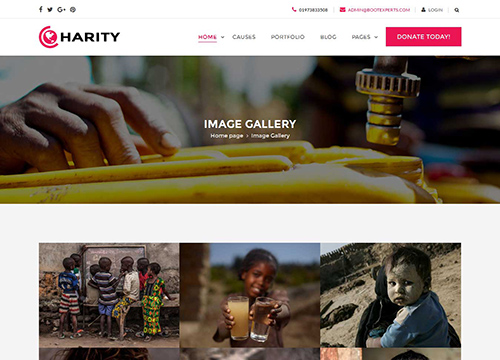 01973833508 ADMIN@BOOTEXPERTS.COM LOGIN
CHARITY
HOME CAUSES PORTFOLIO BLOG PAGES DONATE TODAY!
IMAGE GALLERY
Home page › Image Gallery